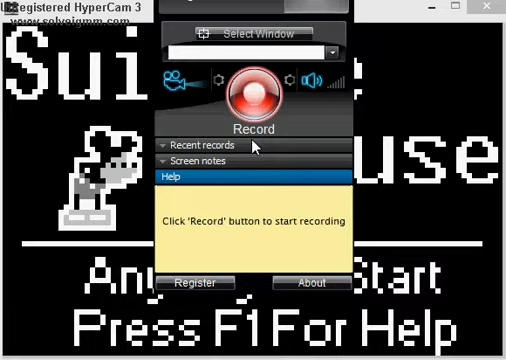 Unregistered HyperCam 3
www.solveigmm.com
Select Window
Record
Recent records
Screen notes
Help
Click 'Record' button to start recording
Register
About
Start
Press F1 For Help